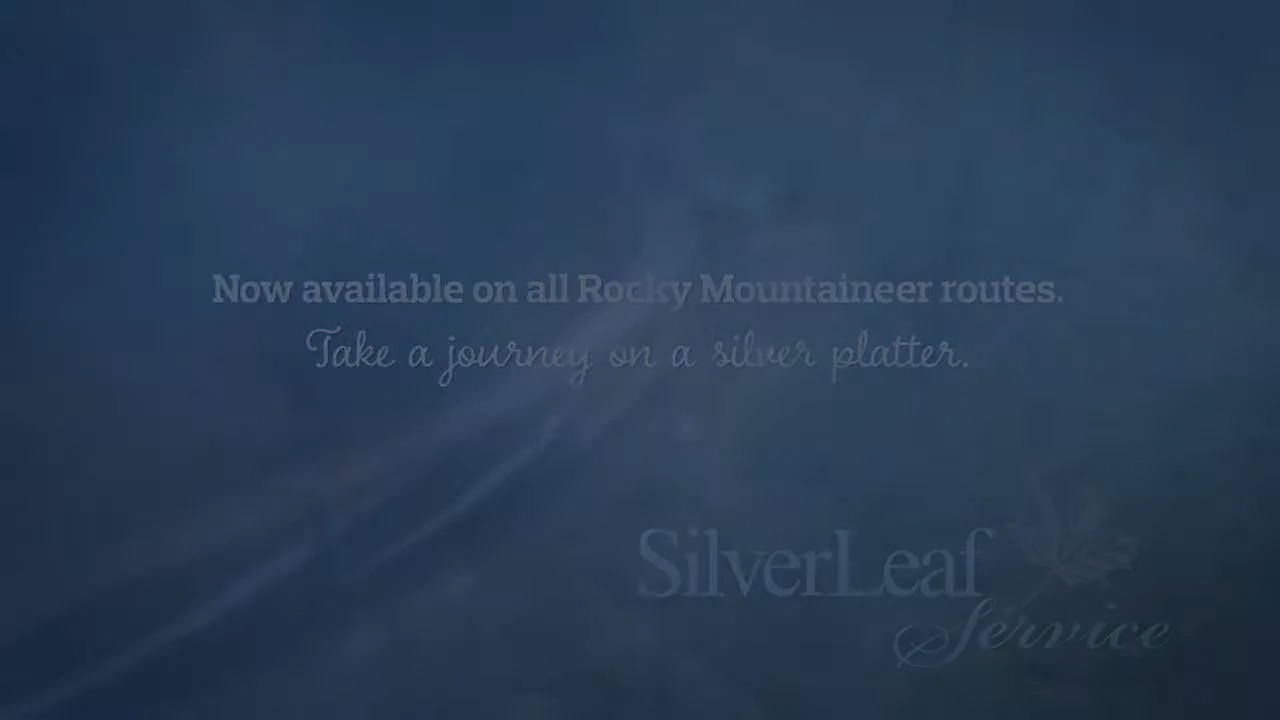 Now available on all Rocky Mountaineer routes.
Take a journey on a silver platter.
SilverLeaf
Service